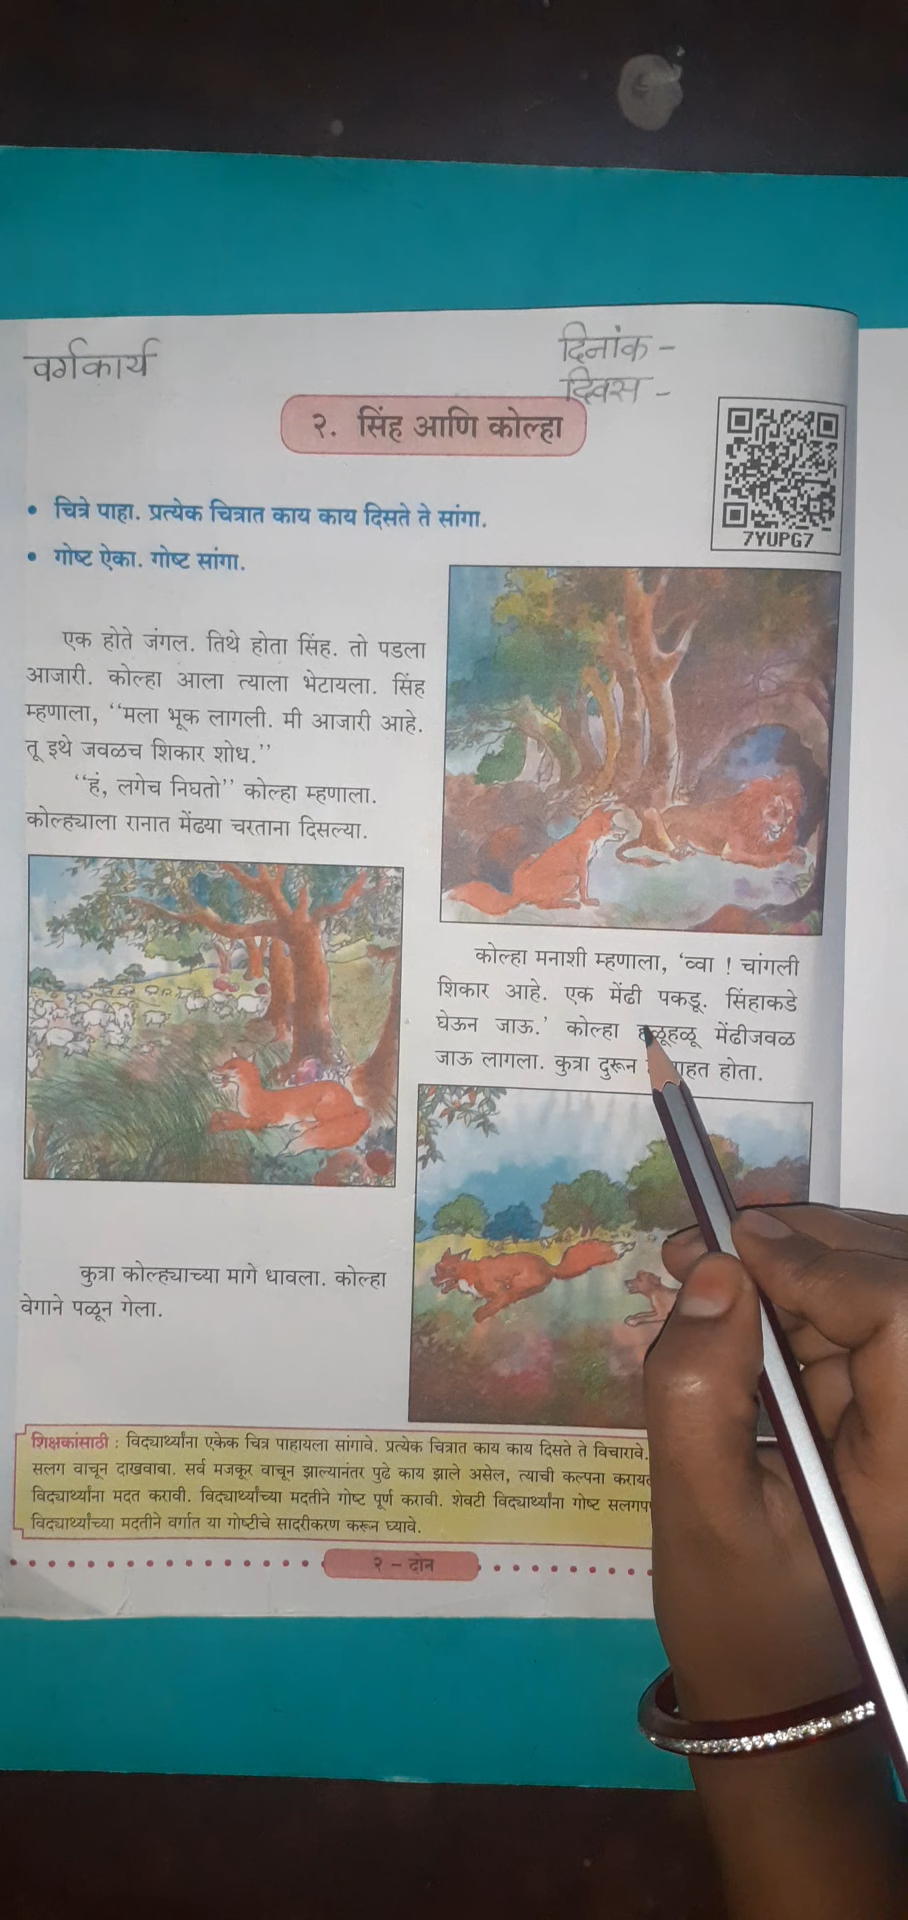 वर्गकार्य
दिनांक -
दिवस -
२. सिंह आणि कोल्हा
7YUPG7
• चित्रे पाहा. प्रत्येक चित्रात काय काय दिसते ते सांगा.
• गोष्ट ऐका. गोष्ट सांगा.
एक होते जंगल. तिथे होता सिंह. तो पडला
आजारी. कोल्हा आला त्याला भेटायला. सिंह
म्हणाला, ‘‘मला भूक लागली. मी आजारी आहे.
तू इथे जवळच शिकार शोध.’’
‘‘हं, लगेच निघतो’’ कोल्हा म्हणाला.
कोल्ह्याला रानात मेंढ्या चरताना दिसल्या.
कोल्हा मनाशी म्हणाला, ‘व्वा ! चांगली
शिकार आहे. एक मेंढी पकडू. सिंहाकडे
घेऊन जाऊ.’ कोल्हा हळूहळू मेंढीजवळ
जाऊ लागला. कुत्रा दुरून होता.
कुत्रा कोल्ह्याच्या मागे धावला. कोल्हा
वेगाने पळून गेला.
शिक्षकांसाठी : विद्यार्थ्यांना एकेक चित्र पाहायला सांगावे. प्रत्येक चित्रात काय काय दिसते ते विचारावे.
सलग वाचून दाखवावा. सर्व मजकूर वाचून झाल्यानंतर पुढे काय झाले असेल, त्याची कल्पना
विद्यार्थ्यांना मदत करावी. विद्यार्थ्यांच्या मदतीने गोष्ट पूर्ण करावी. शेवटी विद्यार्थ्यांना गोष्ट
विद्यार्थ्यांच्या मदतीने वर्गात या गोष्टीचे सादरीकरण करून घ्यावे.
२ – दोन